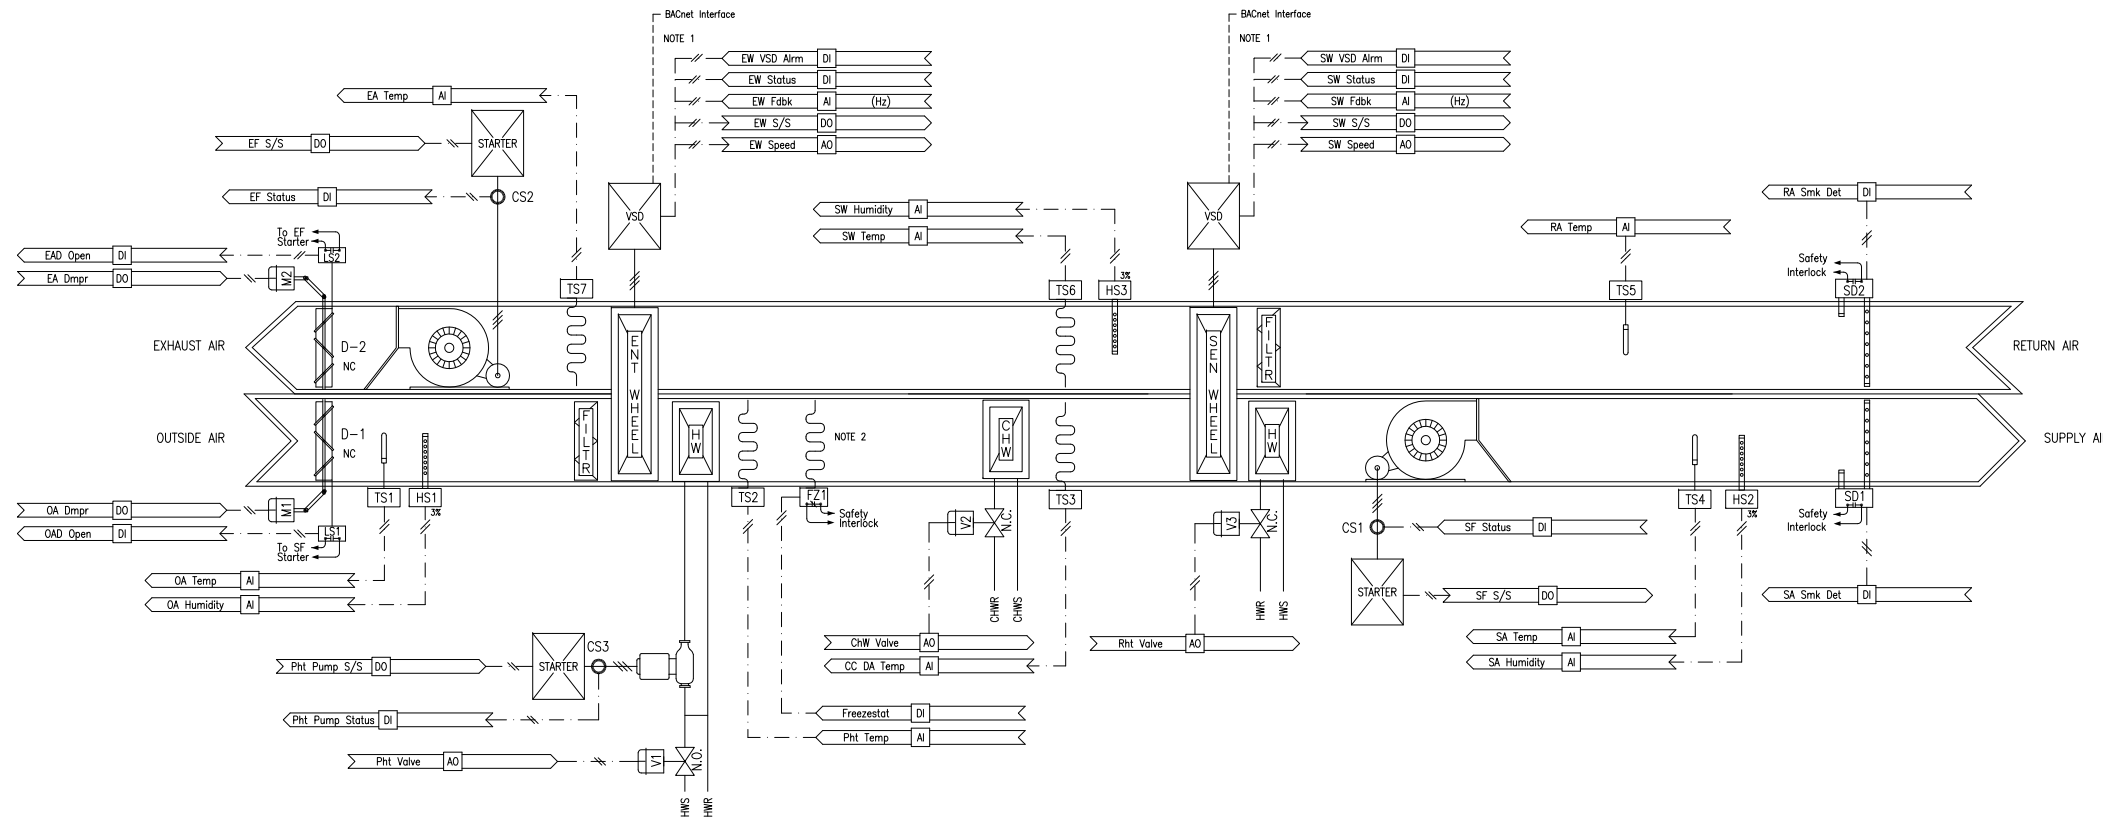 BACnet Interface
BACnet Interface
NOTE 1
NOTE 1
EW VSD Alrm DI
SW VSD Alrm DI
EW Status DI
SW Status DI
EA Temp AI
EW Fdbk AI (Hz)
SW Fdbk AI (Hz)
EW S/S DO
SW S/S DO
EF S/S DO
STARTER
EW Speed AO
SW Speed AO
EF Status DI
CS2
RA Smk Det DI
VSD
VSD
SW Humidity AI
SW Temp AI
RA Temp AI
To EF
Starter
EAD Open DI
LS2
EA Dmpr DO
M2
TS7
TS6
3%
HS3
TS5
Safety
Interlock
SD2
EXHAUST AIR
D-2
NC
ENT WHEEL
SEN WHEEL
FILTR
RETURN AIR
OUTSIDE AIR
D-1
NC
FILTR
HW
NOTE 2
CHW
HW
SUPPLY AI
OA Dmpr DO
M1
TS1
HS1
3%
TS2
FZ1
Safety
Interlock
TS3
TS4
HS2
3%
SD1
Safety
Interlock
OAD Open DI
LS1
To SF
Starter
V2
N.C.
V3
N.C.
CS1
SF Status DI
OA Temp AI
OA Humidity AI
CHWR
CHWS
HWR
HWS
STARTER
SF S/S DO
SA Smk Det DI
ChW Valve AO
Rht Valve AO
SA Temp AI
CC DA Temp AI
SA Humidity AI
Pht Pump S/S DO
STARTER
CS3
Pht Pump Status DI
Freezestat DI
Pht Temp AI
Pht Valve AO
V1
N.O.
HWS
HWR